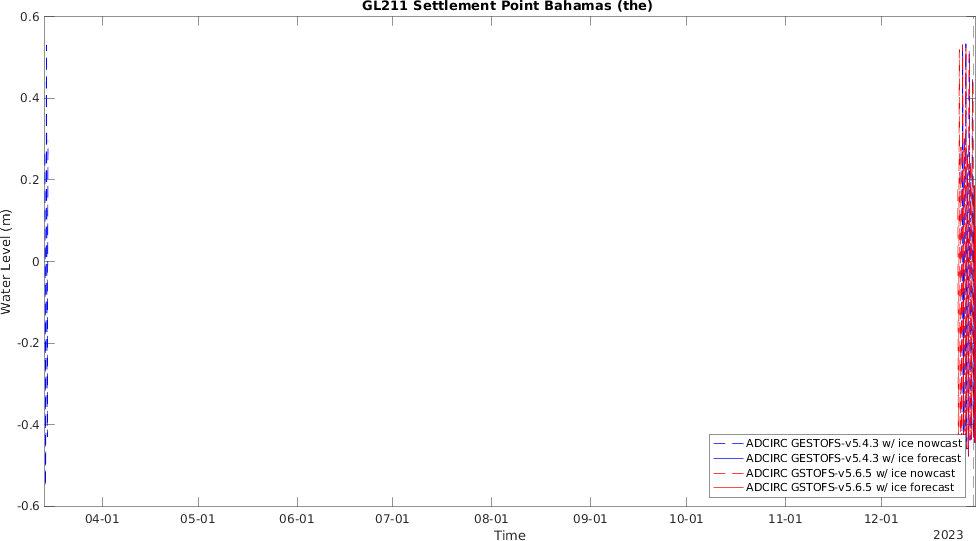 GL211 Settlement Point Bahamas (the)
0.6
0.4
0.2
0
-0.2
-0.4
-0.6
Water Level (m)
ADCIRC GESTOFS-v5.4.3 w/ ice nowcast
ADCIRC GESTOFS-v5.4.3 w/ ice forecast
ADCIRC GSTOFS-v5.6.5 w/ ice nowcast
ADCIRC GSTOFS-v5.6.5 w/ ice forecast
04-01 05-01 06-01 07-01 08-01 09-01 10-01 11-01 12-01
Time
2023